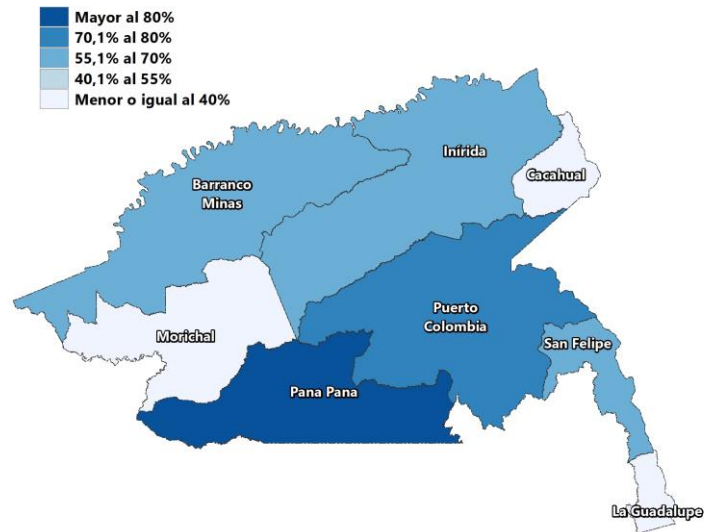 Mayor al 80%
70,1% al 80%
55,1% al 70%
40,1% al 55%
Menor o igual al 40%
Inírida
Cacahual
Barranco
Minas
Puerto
Colombia
Morichal
San Felipe
Pana Pana
La Guadalupe